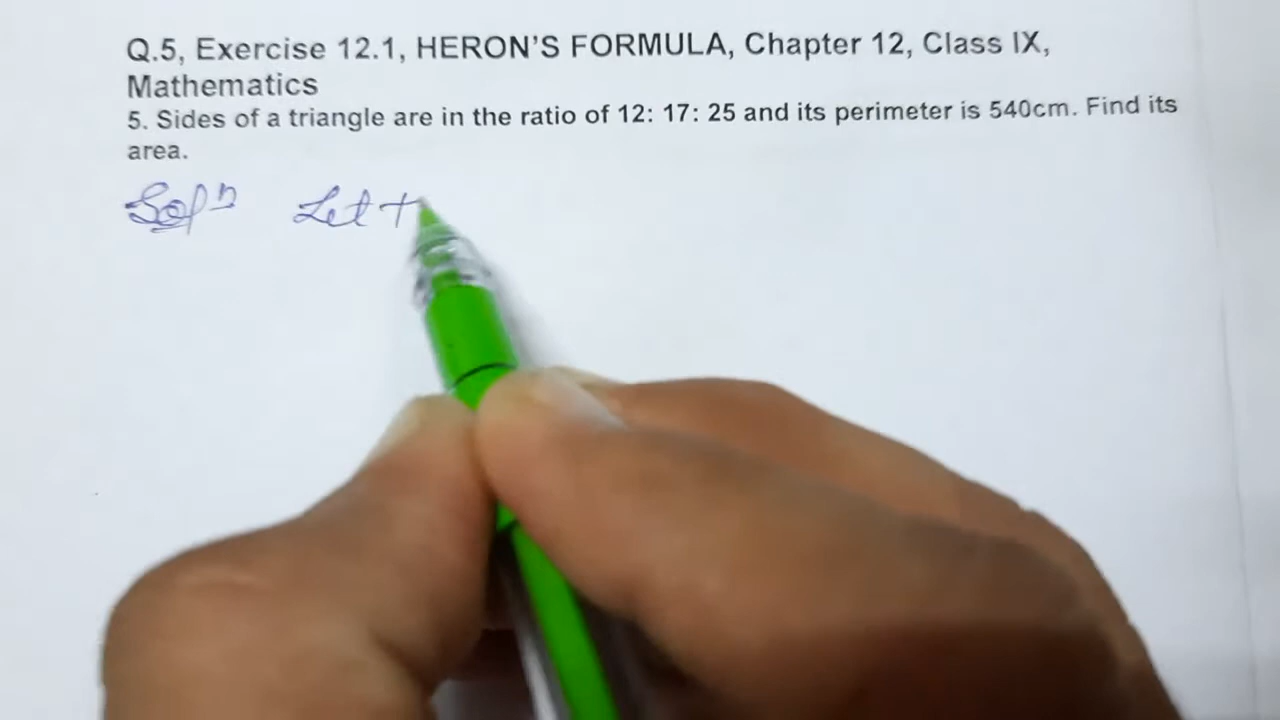 Q.5, Exercise 12.1, HERON'S FORMULA, Chapter 12, Class IX,
Mathematics
5. Sides of a triangle are in the ratio of 12: 17: 25 and its perimeter is 540cm. Find its
area.
Solⁿ Let t